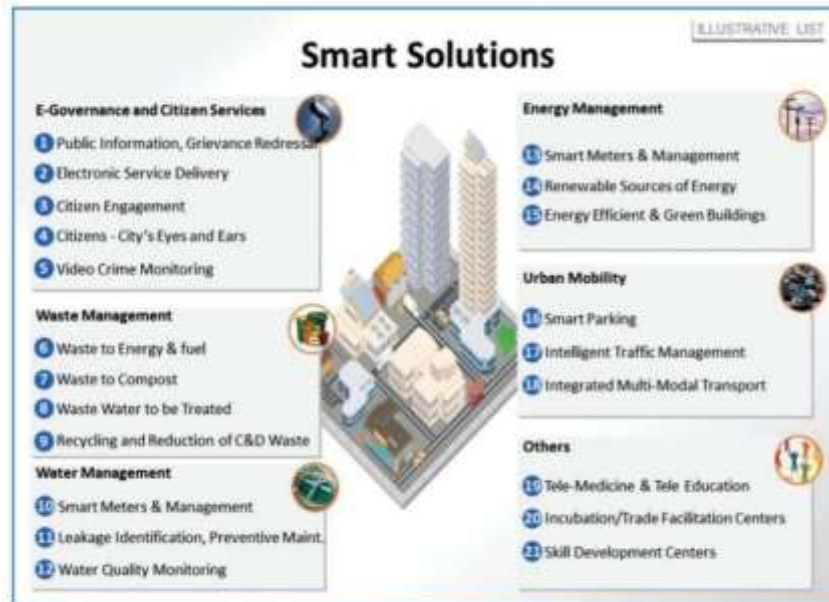 ILLUSTRATIVE LIST
Smart Solutions
E-Governance and Citizen Services
1 Public Information, Grievance Redressal
2 Electronic Service Delivery
3 Citizen Engagement
4 Citizens - City's Eyes and Ears
5 Video Crime Monitoring
Waste Management
6 Waste to Energy & fuel
7 Waste to Compost
8 Waste Water to be Treated
9 Recycling and Reduction of C&D Waste
Water Management
10 Smart Meters & Management
11 Leakage Identification, Preventive Maint.
12 Water Quality Monitoring
Energy Management
13 Smart Meters & Management
14 Renewable Sources of Energy
15 Energy Efficient & Green Buildings
Urban Mobility
16 Smart Parking
17 Intelligent Traffic Management
18 Integrated Multi-Modal Transport
Others
19 Tele-Medicine & Tele Education
20 Incubation/Trade Facilitation Centers
21 Skill Development Centers